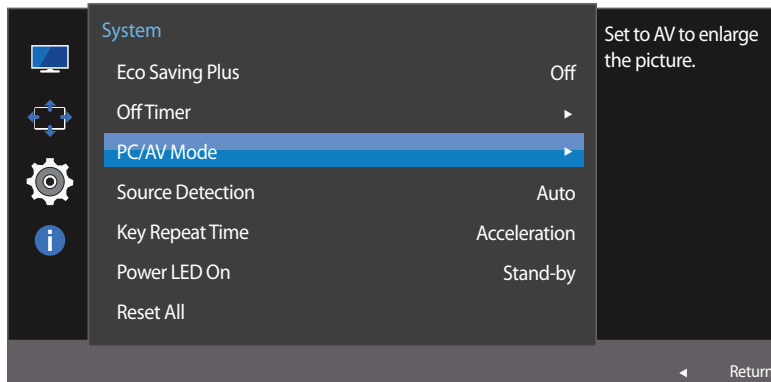 System
Eco Saving Plus Off
Off Timer ▸
PC/AV Mode ▸
Source Detection Auto
Key Repeat Time Acceleration
Power LED On Stand-by
Reset All
Set to AV to enlarge
the picture.
i
◂ Return